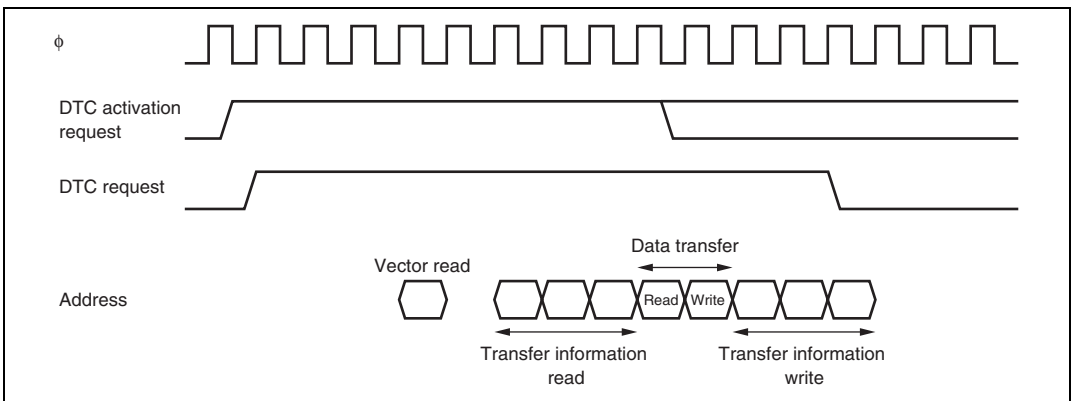 ϕ
DTC activation
request
DTC request
Data transfer
Vector read
Address
Read
Write
Transfer information
read
Transfer information
write